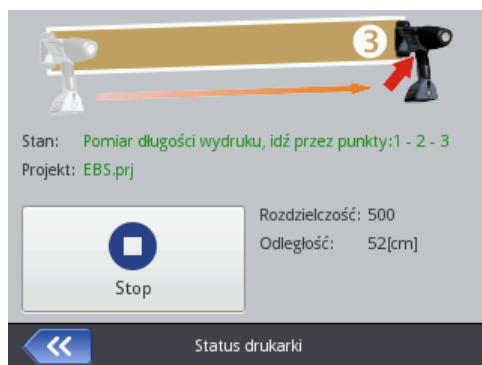 3
Stan: Pomiar długości wydruku, idź przez punkty:1 - 2 - 3
Projekt: EBS.prj
Rozdzielczość: 500
Odległość: 52[cm]
Stop
Status drukarki